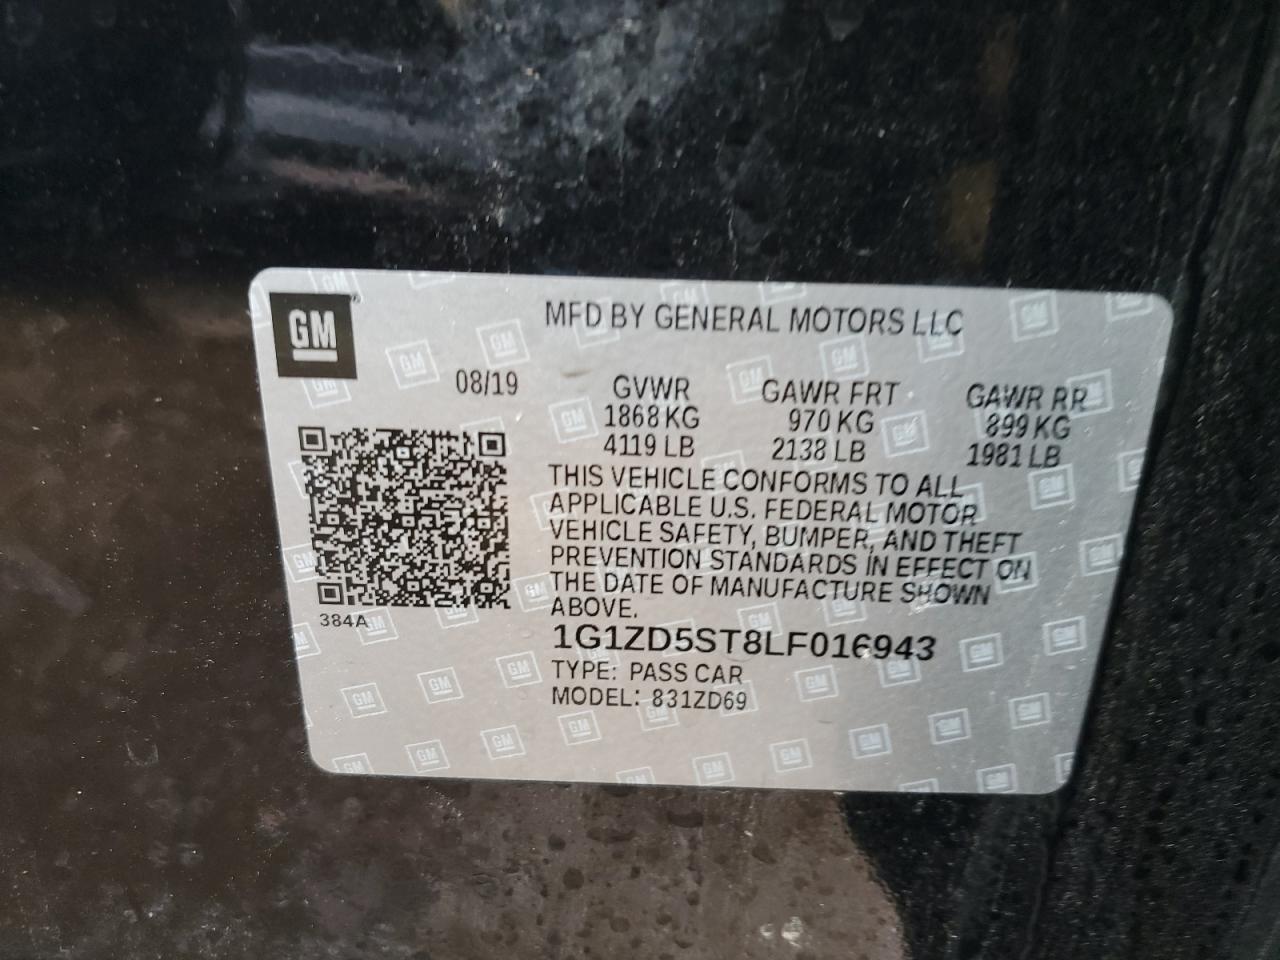 GM
MFD BY GENERAL MOTORS LLC
08/19
GVWR GAWR FRT GAWR RR
1868 KG 970 KG 899 KG
4119 LB 2138 LB 1981 LB
THIS VEHICLE CONFORMS TO ALL
APPLICABLE U.S. FEDERAL MOTOR
VEHICLE SAFETY, BUMPER, AND THEFT
PREVENTION STANDARDS IN EFFECT ON
THE DATE OF MANUFACTURE SHOWN
ABOVE.
384A
1G1ZD5ST8LF016943
TYPE: PASS CAR
MODEL: 831ZD69